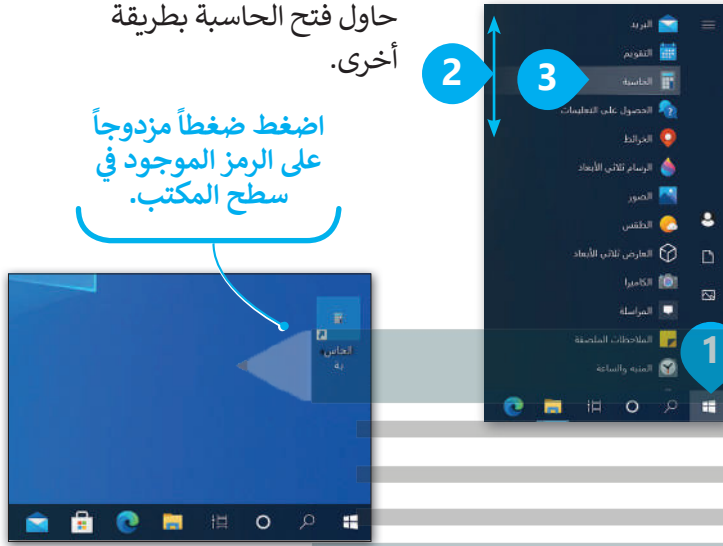 حاول فتح الحاسبة بطريقة
أخرى.
اضغط ضغطاً مزدوجاً
على الرمز الموجود في
سطح المكتب.
الحاس
بة
1
2
3
البريد
التقويم
الحاسبة
الحصول على التعليمات
الخرائط
الرسام ثلاثي الأبعاد
الصور
الطقس
العارض ثلاثي الأبعاد
الكاميرا
المراسلة
الملاحظات الملصقة
المنبه والساعة